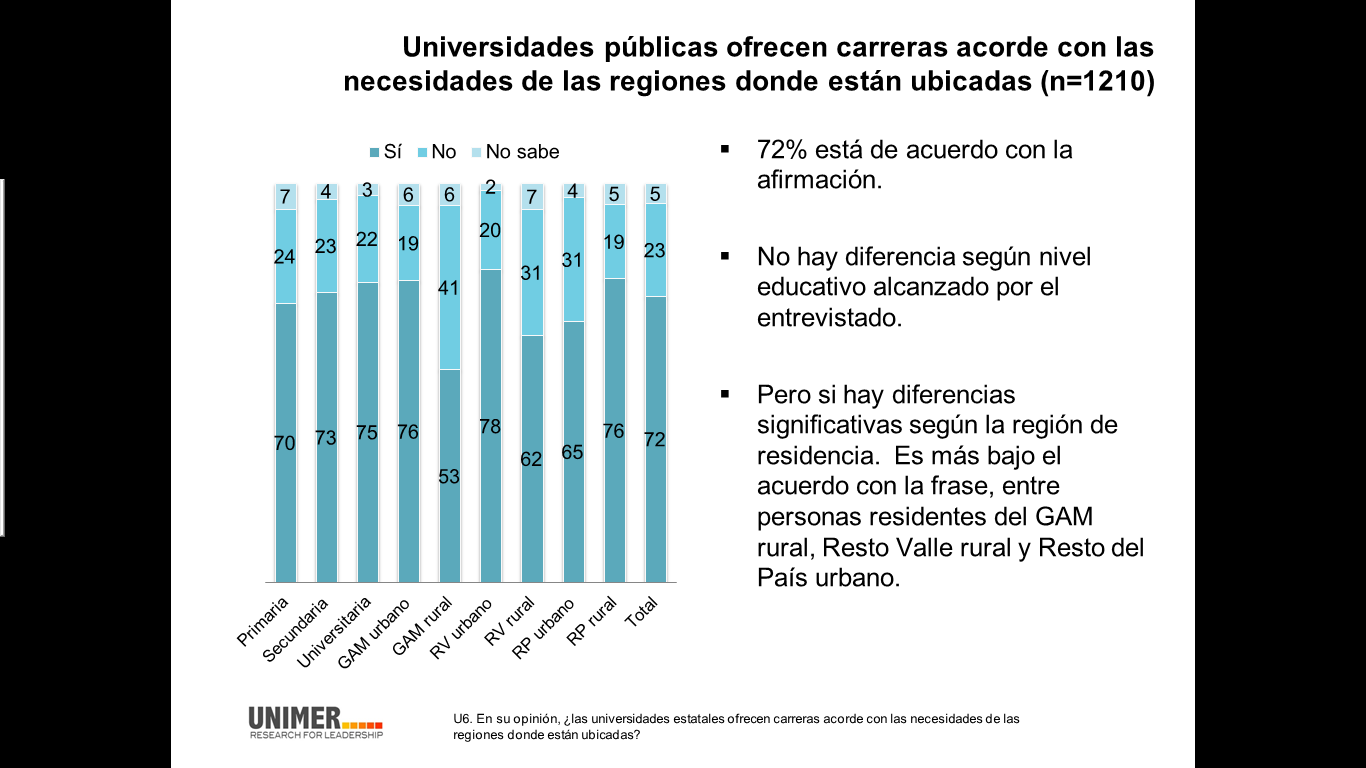 Universidades públicas ofrecen carreras acorde con las
necesidades de las regiones donde están ubicadas (n=1210)
Sí No No sabe
7 4 3 6 6 2 7 4 5 5
24 23 22 19 41 20 31 31 19 23
70 73 75 76 53 78 62 65 76 72
Primaria
Secundaria
Universitaria
GAM urbano
GAM rural
RV urbano
RV rural
RP urbano
RP rural
Total
▪ 72% está de acuerdo con la
afirmación.
▪ No hay diferencia según nivel
educativo alcanzado por el
entrevistado.
▪ Pero si hay diferencias
significativas según la región de
residencia. Es más bajo el
acuerdo con la frase, entre
personas residentes del GAM
rural, Resto Valle rural y Resto del
País urbano.
UNIMER
RESEARCH FOR LEADERSHIP
U6. En su opinión, ¿las universidades estatales ofrecen carreras acorde con las necesidades de las
regiones donde están ubicadas?